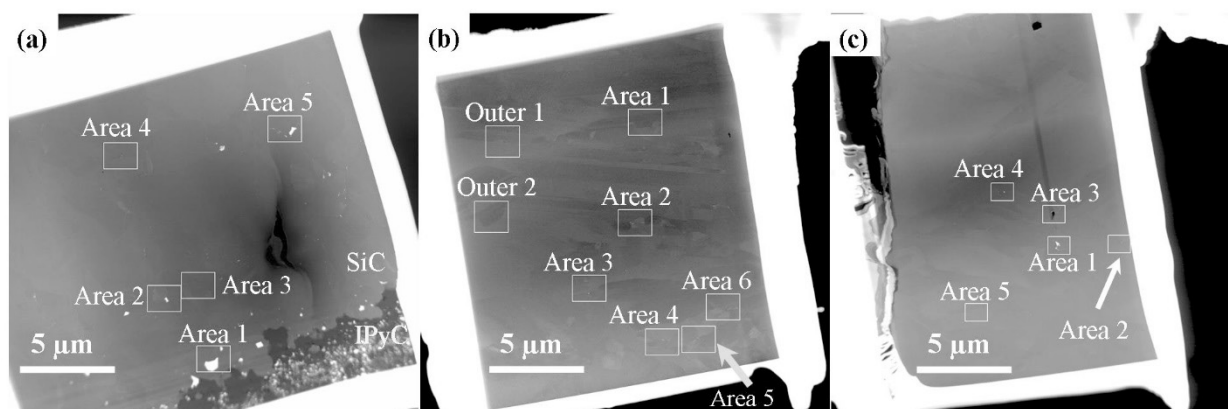 (a)
Area 5
Area 4
SiC
Area 2
Area 3
Area 1
IPyC
5 μm
(b)
Outer 1
Area 1
Outer 2
Area 2
Area 3
Area 6
Area 4
5 μm
Area 5
(c)
Area 4
Area 3
Area 1
Area 5
Area 2
5 μm